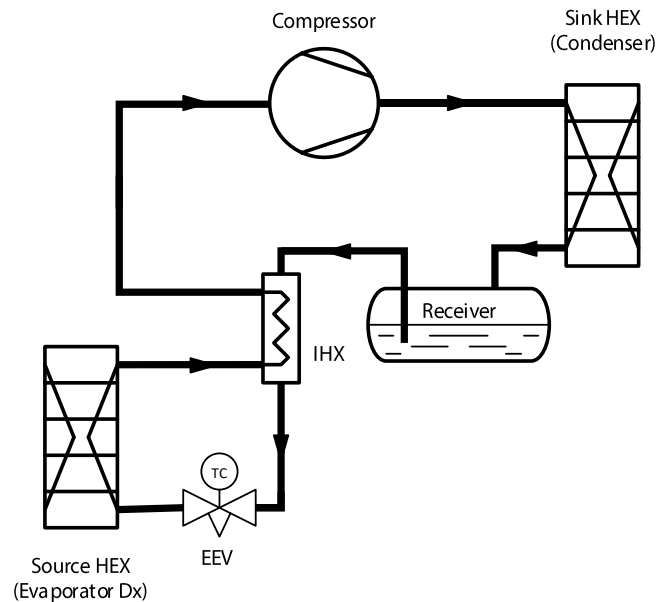 Compressor
Sink HEX
(Condenser)
Receiver
IHX
TC
EEV
Source HEX
(Evaporator Dx)